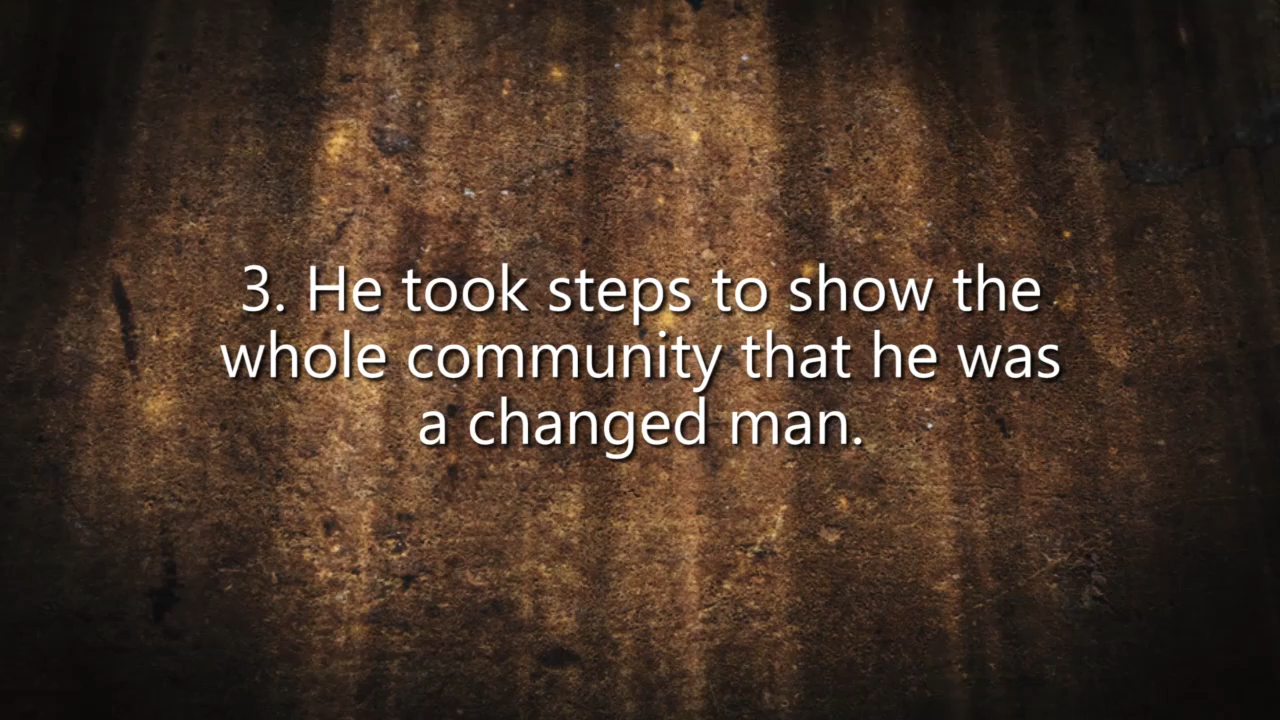 3. He took steps to show the
whole community that he was
a changed man.